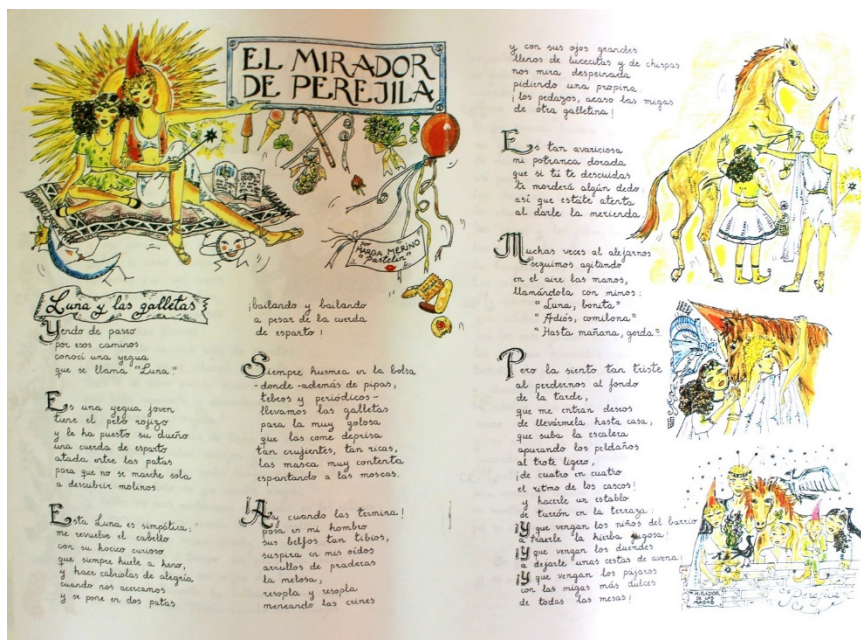 EL MIRADOR
DE PEREJILA
por
MARGA MERINO
"Pastelín"
Luna y las galletas
Yendo de paseo
por esos caminos
conocí una yegua
que se llama "Luna."
Es una yegua joven
tiene el pelo rojizo
y le ha puesto su dueño
una cuerda de esparto
atada entre las patas
para que no se marche sola
a descubrir molinos.
Esta Luna es simpática:
me revuelve el cabello
con su hocico curioso
que siempre huele a heno,
y hace cabriolas de alegría
cuando nos acercamos
y se pone en dos patas
¡bailando y bailando
a pesar de la cuerda
de esparto!
Siempre husmea en la bolsa
-donde -además de pipas,
tebeos y periódicos-
llevamos las galletas
para la muy golosa
que las come deprisa
tan crujientes, tan ricas,
las masca muy contenta
espantando a las moscas.
¡Ay cuando las termina!
posa en mi hombro
sus belfos tan tibios,
suspira en mis oídos
arrullos de praderas
la melosa,
resopla y resopla
meneando las crines
y con sus ojos grandes
llenos de lucecitas y de chispas
nos mira despeinada
pidiendo una propina:
¡los pedazos, acaso las migas
de otra galletina!
Es tan avariciosa
mi potranca dorada
que si tú te descuidas
te morderá algún dedo
así que estate atenta
al darle la merienda.
Muchas veces al alejarnos
seguimos agitando
en el aire las manos,
llamándola con mimos:
"Luna, bonita"
"Adiós, comilona"
"Hasta mañana, gorda".
Pero la siento tan triste
al perdernos al fondo
de la tarde,
que me entran deseos
de llevármela hasta casa,
que suba la escalera
apurando los peldaños
al trote ligero,
¡de cuatro en cuatro
el ritmo de los cascos!
y hacerle un establo
de turrón en la terraza:
¡Y que vengan los niños del barrio
a traerle la hierba jugosa!
¡Y que vengan los duendes
a dejarle unas cestas de avena;
¡Y que vengan los pájaros
con las migas más dulces
de todas las mesas!
MIRADOR
DE LAS
MAGAS
Perejila